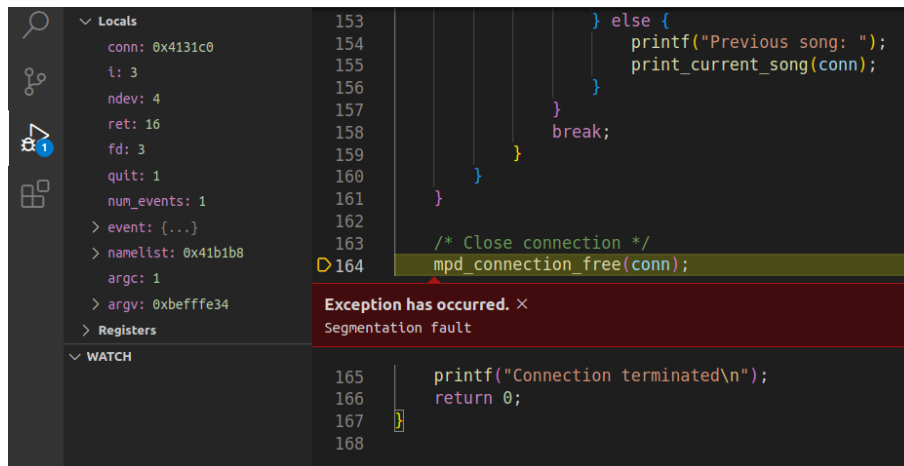 Locals
conn: 0x4131c0
i: 3
ndev: 4
ret: 16
fd: 3
quit: 1
num_events: 1
event: {...}
namelist: 0x41b1b8
argc: 1
argv: 0xbefffe34
Registers
WATCH
1
153 } else {
154 printf("Previous song: ");
155 print_current_song(conn);
156 }
157 }
158 break;
159 }
160 }
161 }
162
163 /* Close connection */
164 mpd_connection_free(conn);
Exception has occurred. ×
Segmentation fault
165 printf("Connection terminated\n");
166 return 0;
167 }
168